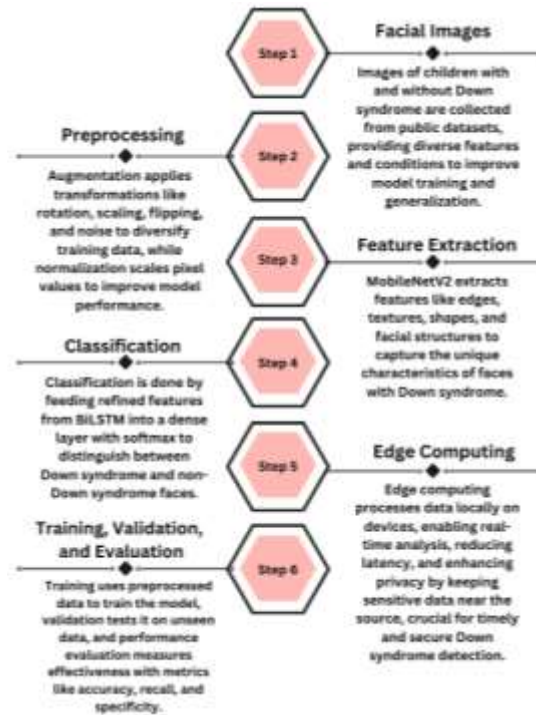 Step 1
Facial Images
Images of children with
and without Down
syndrome are collected
from public datasets,
providing diverse features
and conditions to improve
model training and
generalization.
Step 2
Preprocessing
Augmentation applies
transformations like
rotation, scaling, flipping,
and noise to diversify
training data, while
normalization scales pixel
values to improve model
performance.
Step 3
Feature Extraction
MobileNetV2 extracts
features like edges,
textures, shapes, and
facial structures to
capture the unique
characteristics of faces
with Down syndrome.
Step 4
Classification
Classification is done by
feeding refined features
from BiLSTM into a dense
layer with softmax to
distinguish between
Down syndrome and non-
Down syndrome faces.
Step 5
Edge Computing
Edge computing
processes data locally on
devices, enabling real-
time analysis, reducing
latency, and enhancing
privacy by keeping
sensitive data near the
source, crucial for timely
and secure Down
syndrome detection.
Step 6
Training, Validation,
and Evaluation
Training uses preprocessed
data to train the model,
validation tests it on unseen
data, and performance
evaluation measures
effectiveness with metrics
like accuracy, recall, and
specificity.